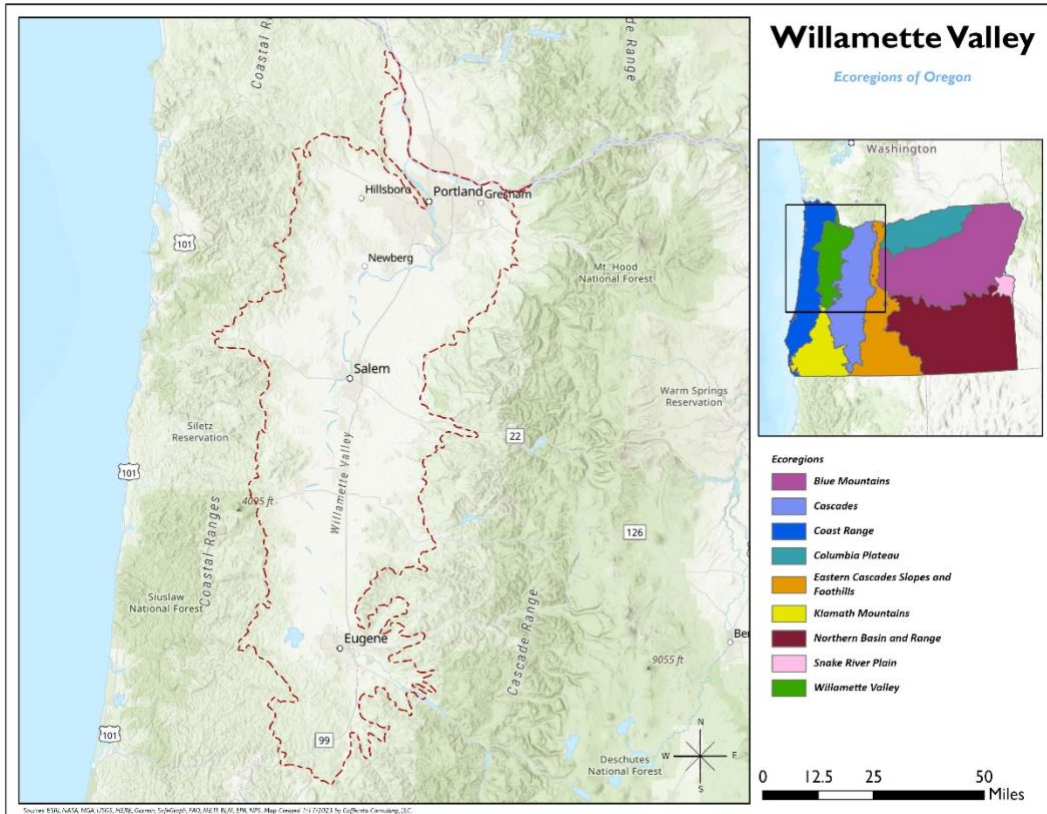 Willamette Valley
Ecoregions of Oregon
Coastal Ra
de Range
Hillsboro
Portland
Gresham
101
Newberg
Mt. Hood
National Forest
Salem
Warm Springs
Reservation
Siletz
Reservation
22
101
Willamette Valley
4095 ft
126
Coastal Ranges
Siuslaw
National Forest
Eugene
Cascade Range
Be
9055 ft
101
99
Deschutes
National Forest
N
W
E
S
Washington
Ecoregions
Blue Mountains
Cascades
Coast Range
Columbia Plateau
Eastern Cascades Slopes and
Foothills
Klamath Mountains
Northern Basin and Range
Snake River Plain
Willamette Valley
0 12.5 25 50
Miles